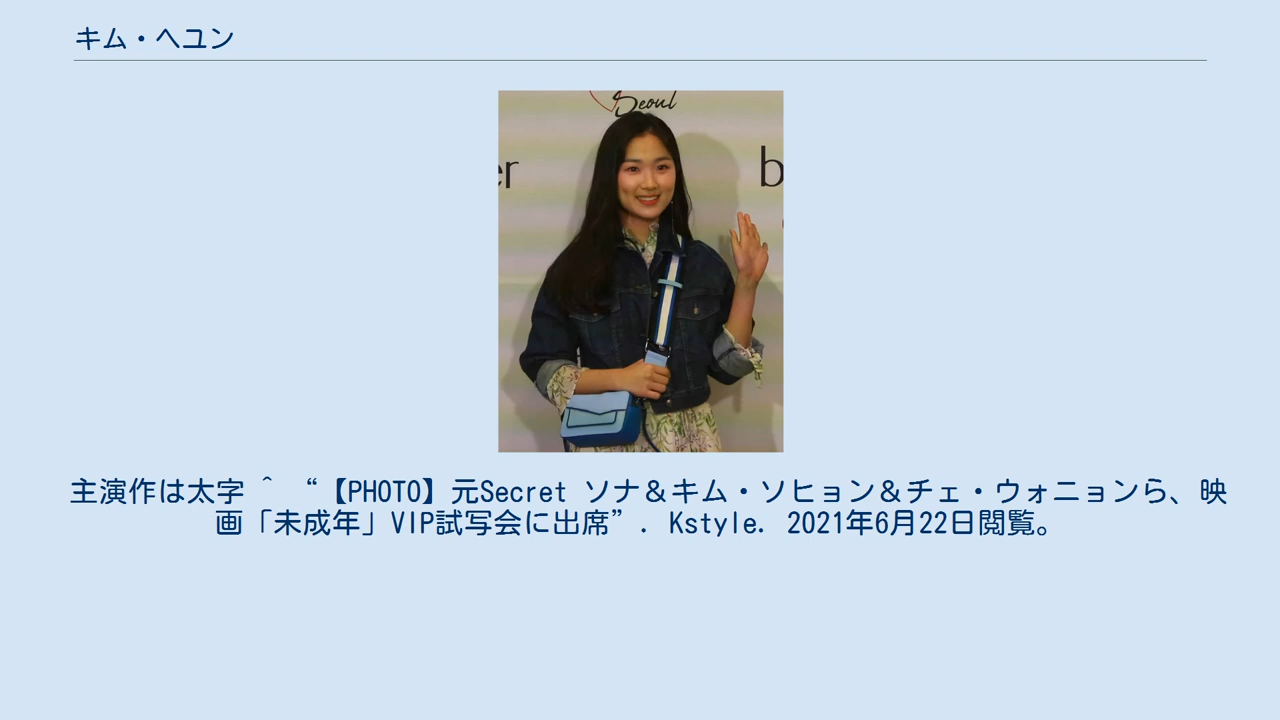 キム・ヘユン
Seoul
er
b
主演作は太字 ^ “【PHOTO】元Secret ソナ＆キム・ソヒョン＆チェ・ウォニョンら、映
画「未成年」VIP試写会に出席”. Kstyle. 2021年6月22日閲覧。